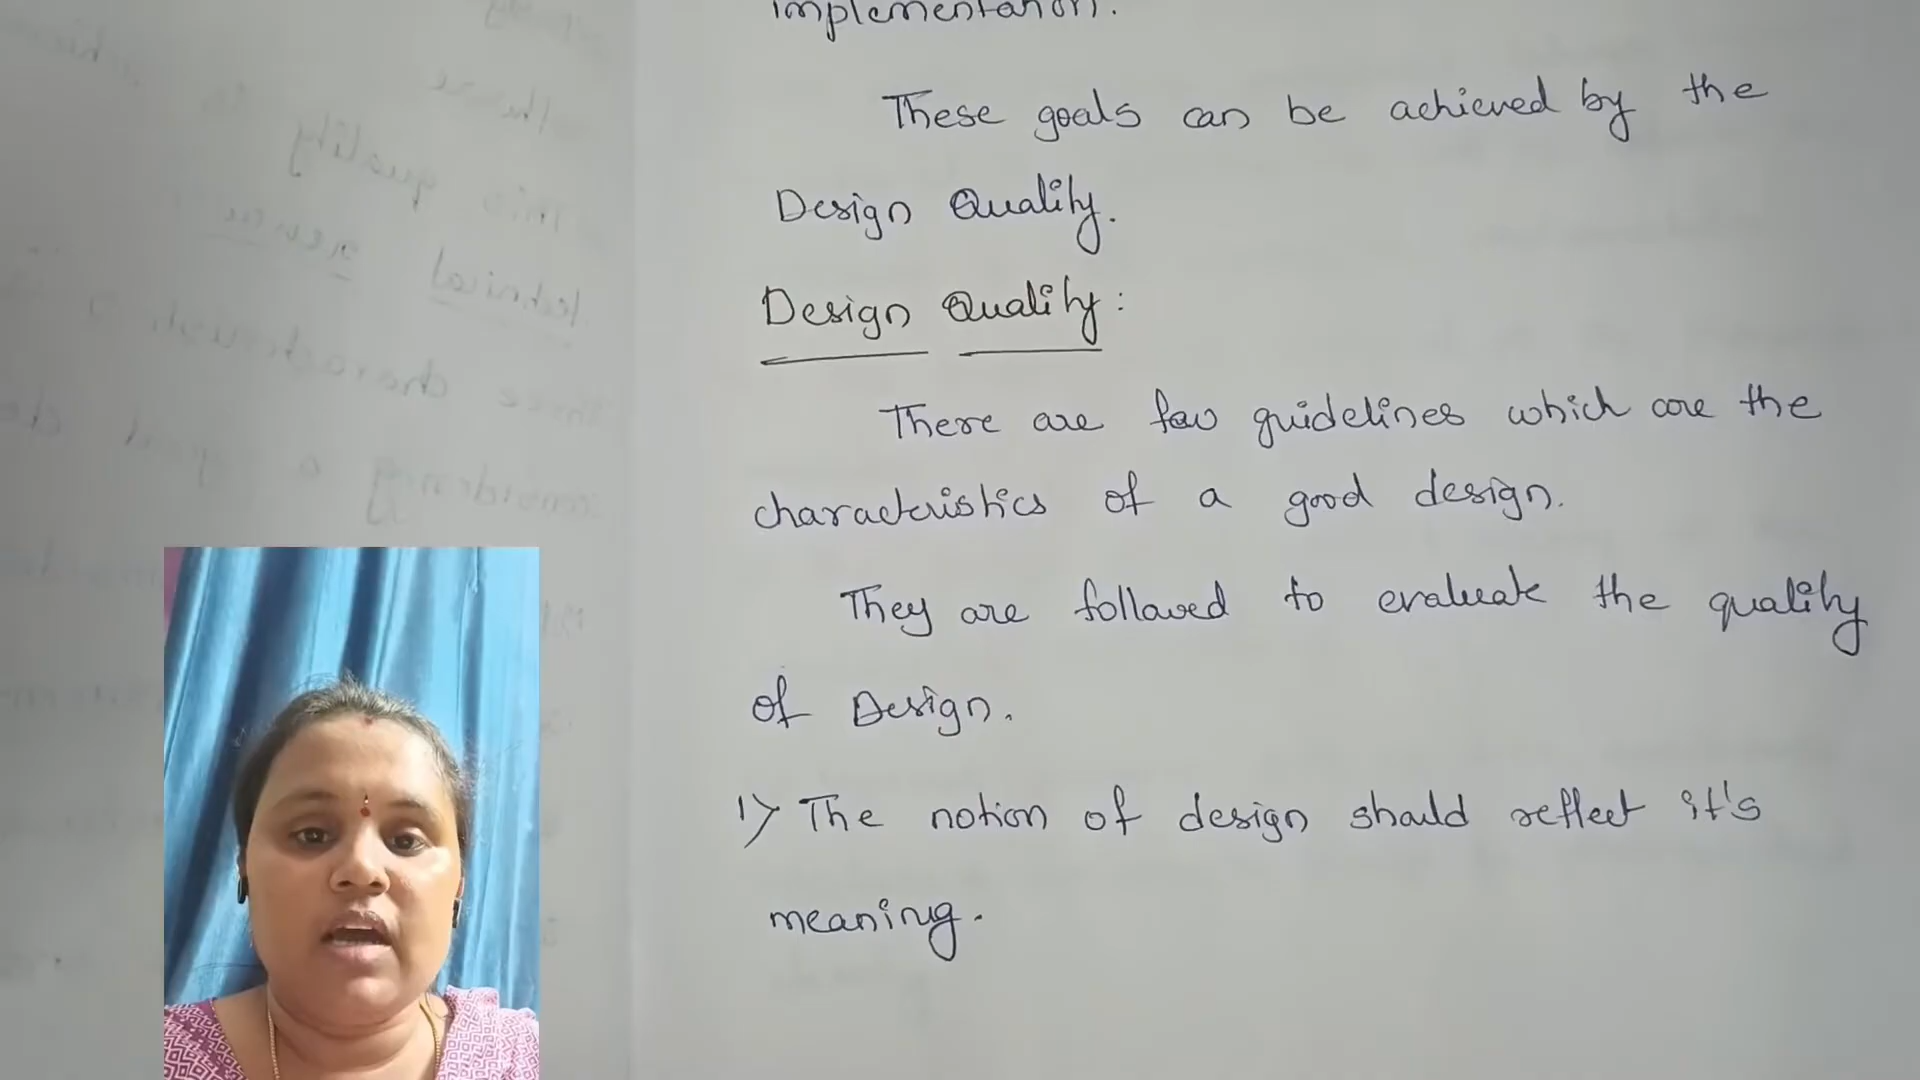 implementation.
These goals can be achieved by the
Design Quality.
Design Quality:
There are few guidelines which are the
characteristics of a good design.
They are followed to evaluate the quality
of Design.
1) The notion of design should reflect it's
meaning.